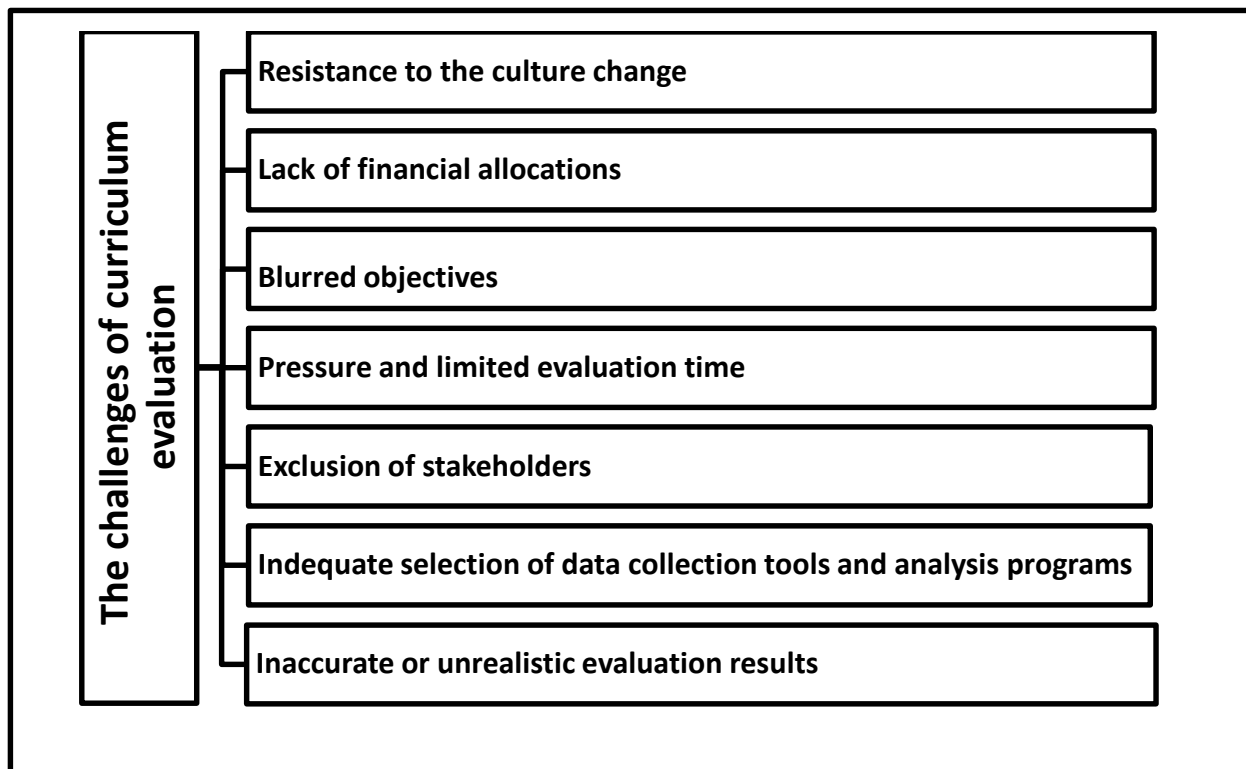 The challenges of curriculum
evaluation
Resistance to the culture change
Lack of financial allocations
Blurred objectives
Pressure and limited evaluation time
Exclusion of stakeholders
Indequate selection of data collection tools and analysis programs
Inaccurate or unrealistic evaluation results